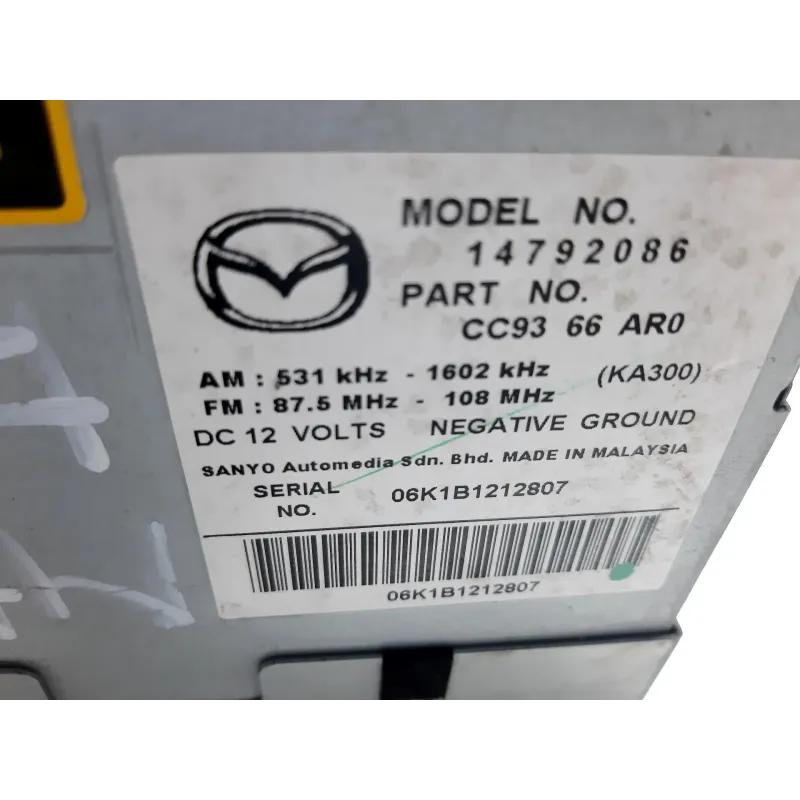 MODEL NO.
14792086
PART NO.
CC93 66 AR0
AM : 531 kHz - 1602 kHz (KA300)
FM : 87.5 MHz - 108 MHz
DC 12 VOLTS NEGATIVE GROUND
SANYO Automedia Sdn. Bhd. MADE IN MALAYSIA
SERIAL NO. 06K1B1212807
06K1B1212807